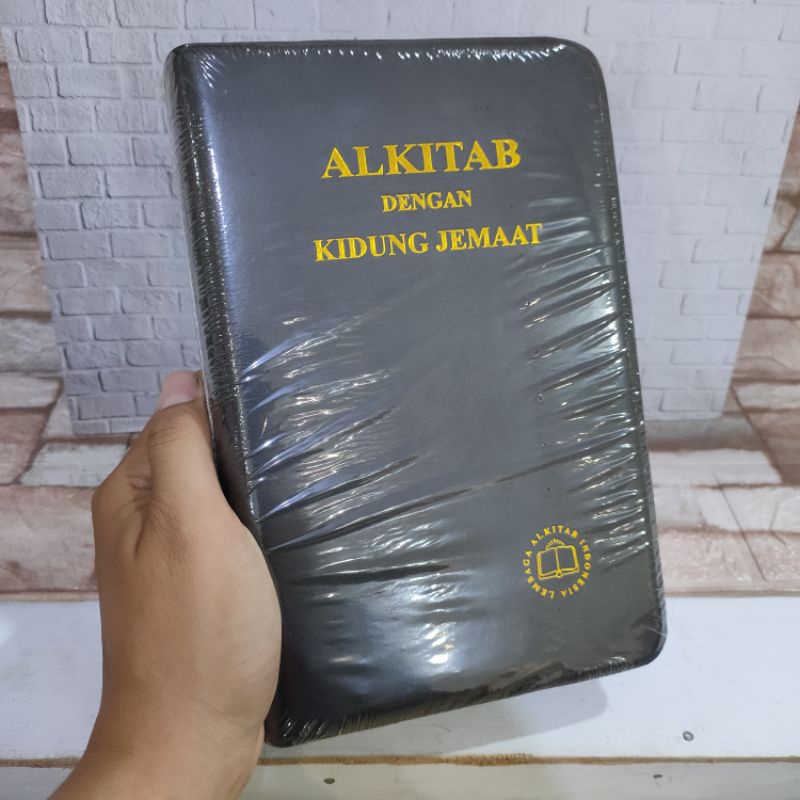 ALKITAB
DENGAN
KIDUNG JEMAAT
LEMBAGA ALKITAB INDONESIA